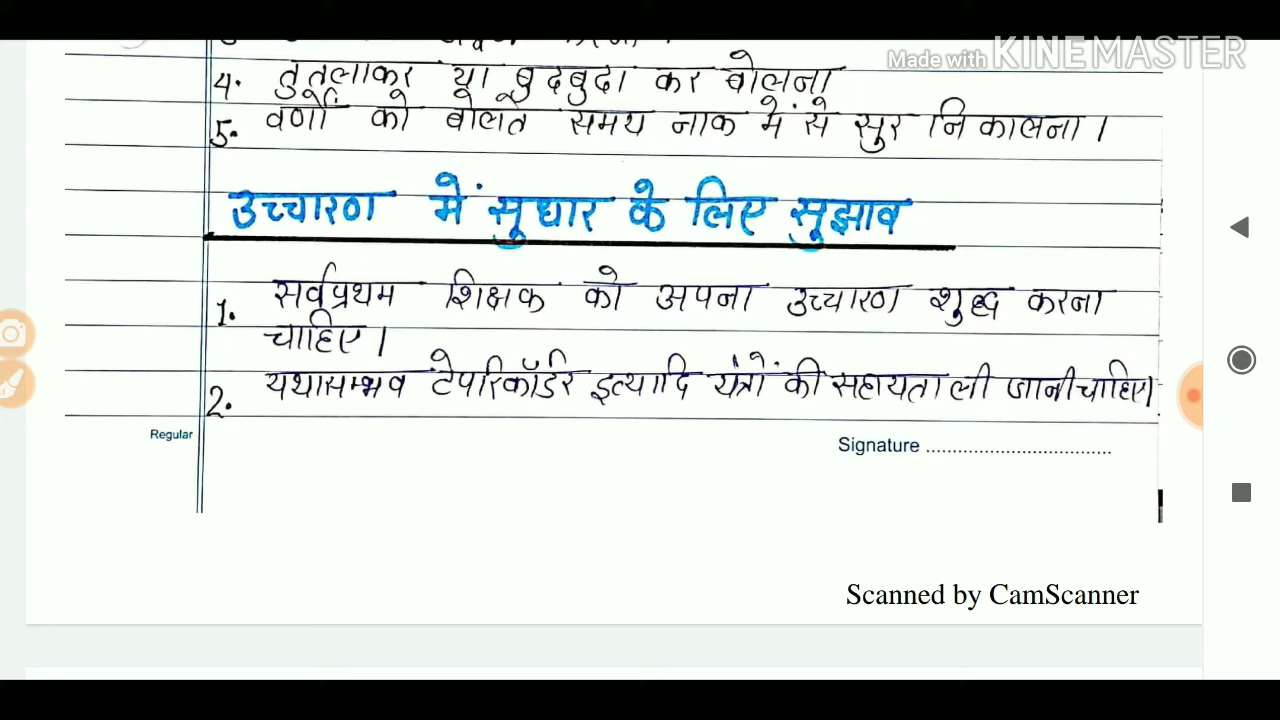 Made with KINEMASTER
4. तुतलाकर या बुदबुदा कर बोलना
5. वर्णों को बोलते समय नाक में से सुर निकालना।
उच्चारण में सुधार के लिए सुझाव
1. सर्वप्रथम शिक्षक को अपना उच्चारण शुद्ध करना
चाहिए।
2. यथासम्भव टेपरिकॉर्डर इत्यादि यंत्रों की सहायता ली जानी चाहिए।
Regular
Signature ....................................
Scanned by CamScanner